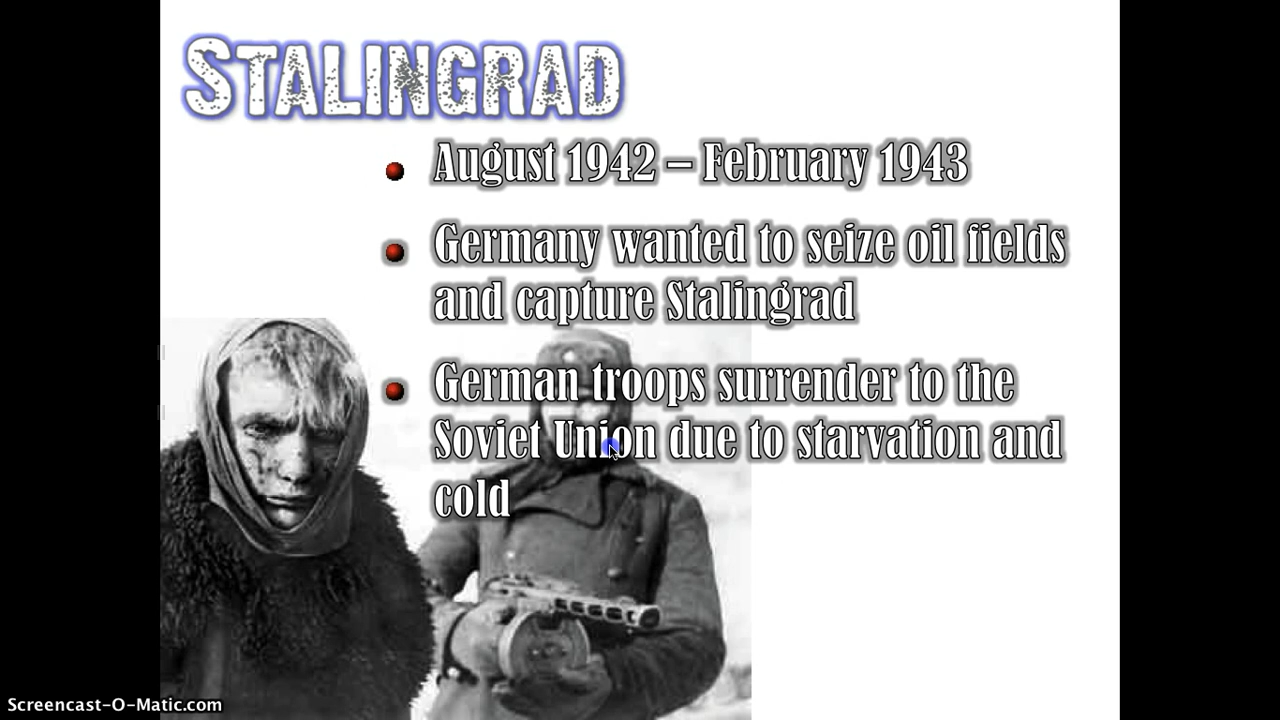 STALINGRAD
August 1942 – February 1943
Germany wanted to seize oil fields
and capture Stalingrad
German troops surrender to the
Soviet Union due to starvation and
cold
Screencast-O-Matic.com